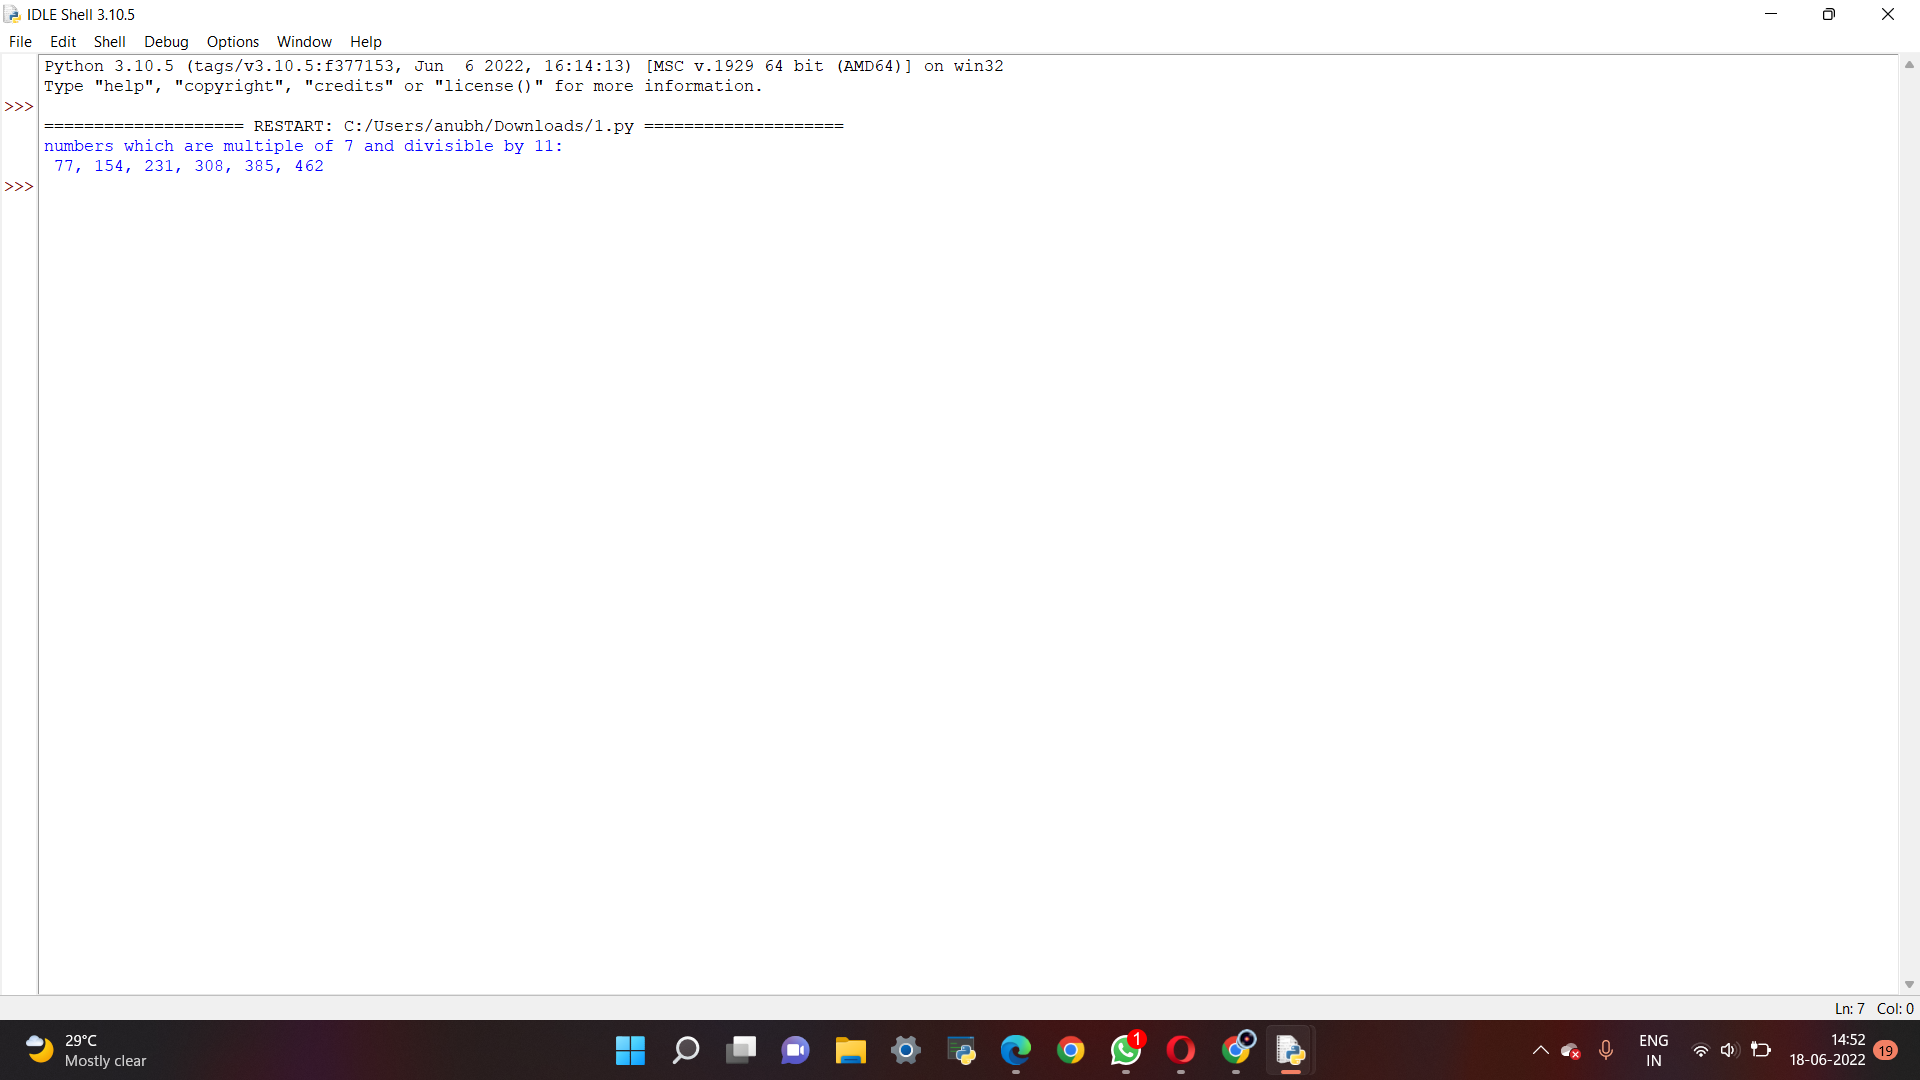 IDLE Shell 3.10.5
File Edit Shell Debug Options Window Help
Python 3.10.5 (tags/v3.10.5:f377153, Jun  6 2022, 16:14:13) [MSC v.1929 64 bit (AMD64)] on win32
Type "help", "copyright", "credits" or "license()" for more information.
>>>
==================== RESTART: C:/Users/anubh/Downloads/1.py ====================
numbers which are multiple of 7 and divisible by 11:
 77, 154, 231, 308, 385, 462
>>>
Ln: 7 Col: 0
29°C
Mostly clear
1
ENG
IN
14:52
18-06-2022
19